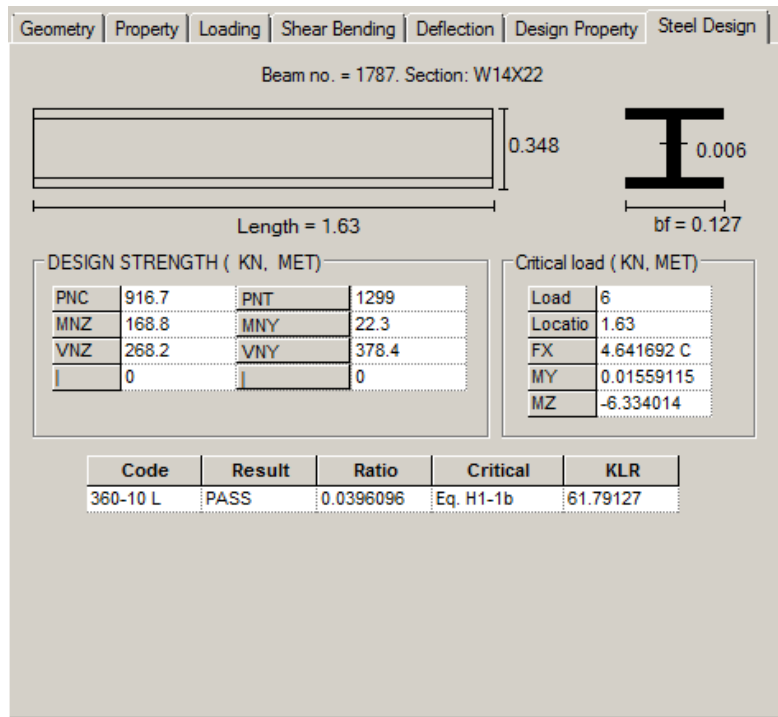 Geometry Property Loading Shear Bending Deflection Design Property Steel Design
Beam no. = 1787. Section: W14X22
0.348
0.006
Length = 1.63
bf = 0.127
DESIGN STRENGTH ( KN, MET)
PNC 916.7 PNT 1299
MNZ 168.8 MNY 22.3
VNZ 268.2 VNY 378.4
| 0 | 0
Critical load ( KN, MET)
Load 6
Locatio 1.63
FX 4.641692 C
MY 0.01559115
MZ -6.334014
Code Result Ratio Critical KLR
360-10 L PASS 0.0396096 Eq. H1-1b 61.79127